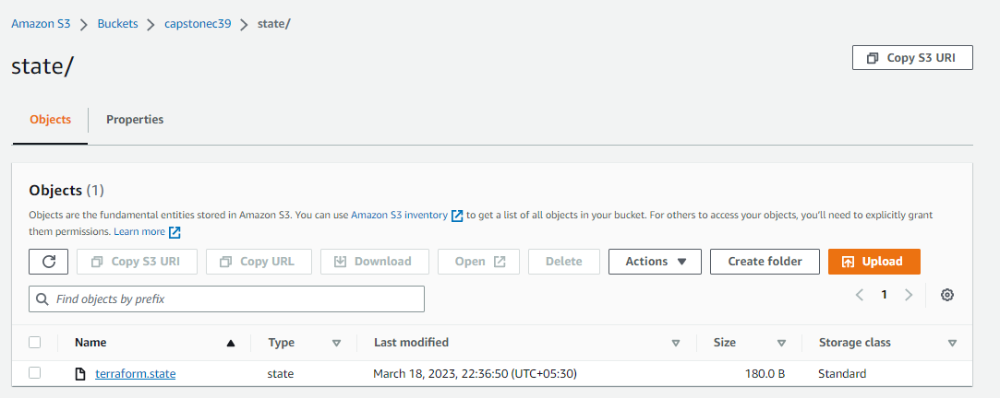 Amazon S3 > Buckets > capstonec39 > state/
state/
Copy S3 URI
Objects
Properties
Objects (1)
Objects are the fundamental entities stored in Amazon S3. You can use Amazon S3 inventory to get a list of all objects in your bucket. For others to access your objects, you'll need to explicitly grant
them permissions. Learn more
Copy S3 URI Copy URL Download Open Delete Actions Create folder Upload
Find objects by prefix
1
Name Type Last modified Size Storage class
terraform.state state March 18, 2023, 22:36:50 (UTC+05:30) 180.0 B Standard